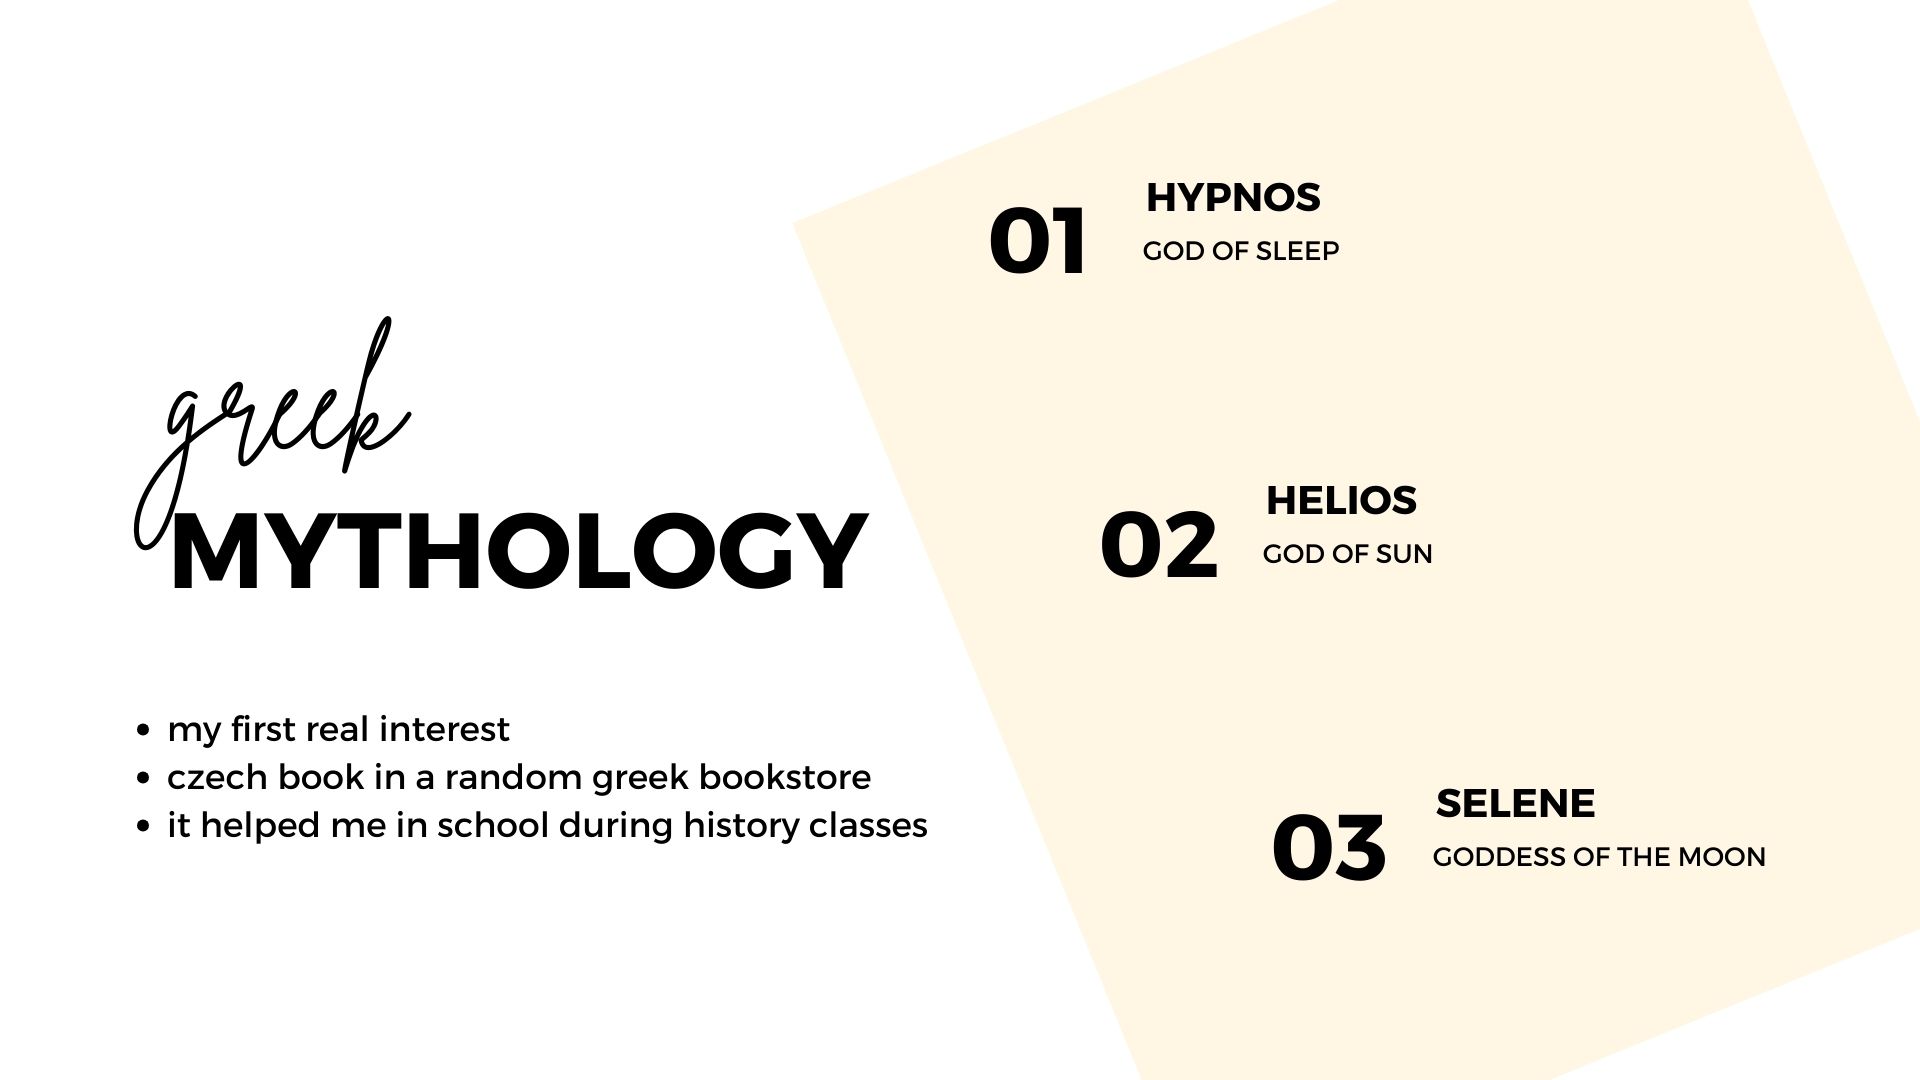 greek
MYTHOLOGY
• my first real interest
• czech book in a random greek bookstore
• it helped me in school during history classes
01
HYPNOS
GOD OF SLEEP
02
HELIOS
GOD OF SUN
03
SELENE
GODDESS OF THE MOON